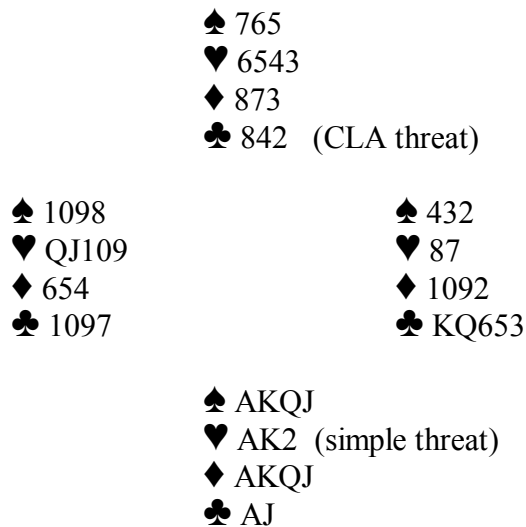 ♠ 765
♥ 6543
♦ 873
♣ 842 (CLA threat)
♠ 1098 ♠ 432
♥ QJ109 ♥ 87
♦ 654 ♦ 1092
♣ 1097 ♣ KQ653
♠ AKQJ
♥ AK2 (simple threat)
♦ AKQJ
♣ AJ